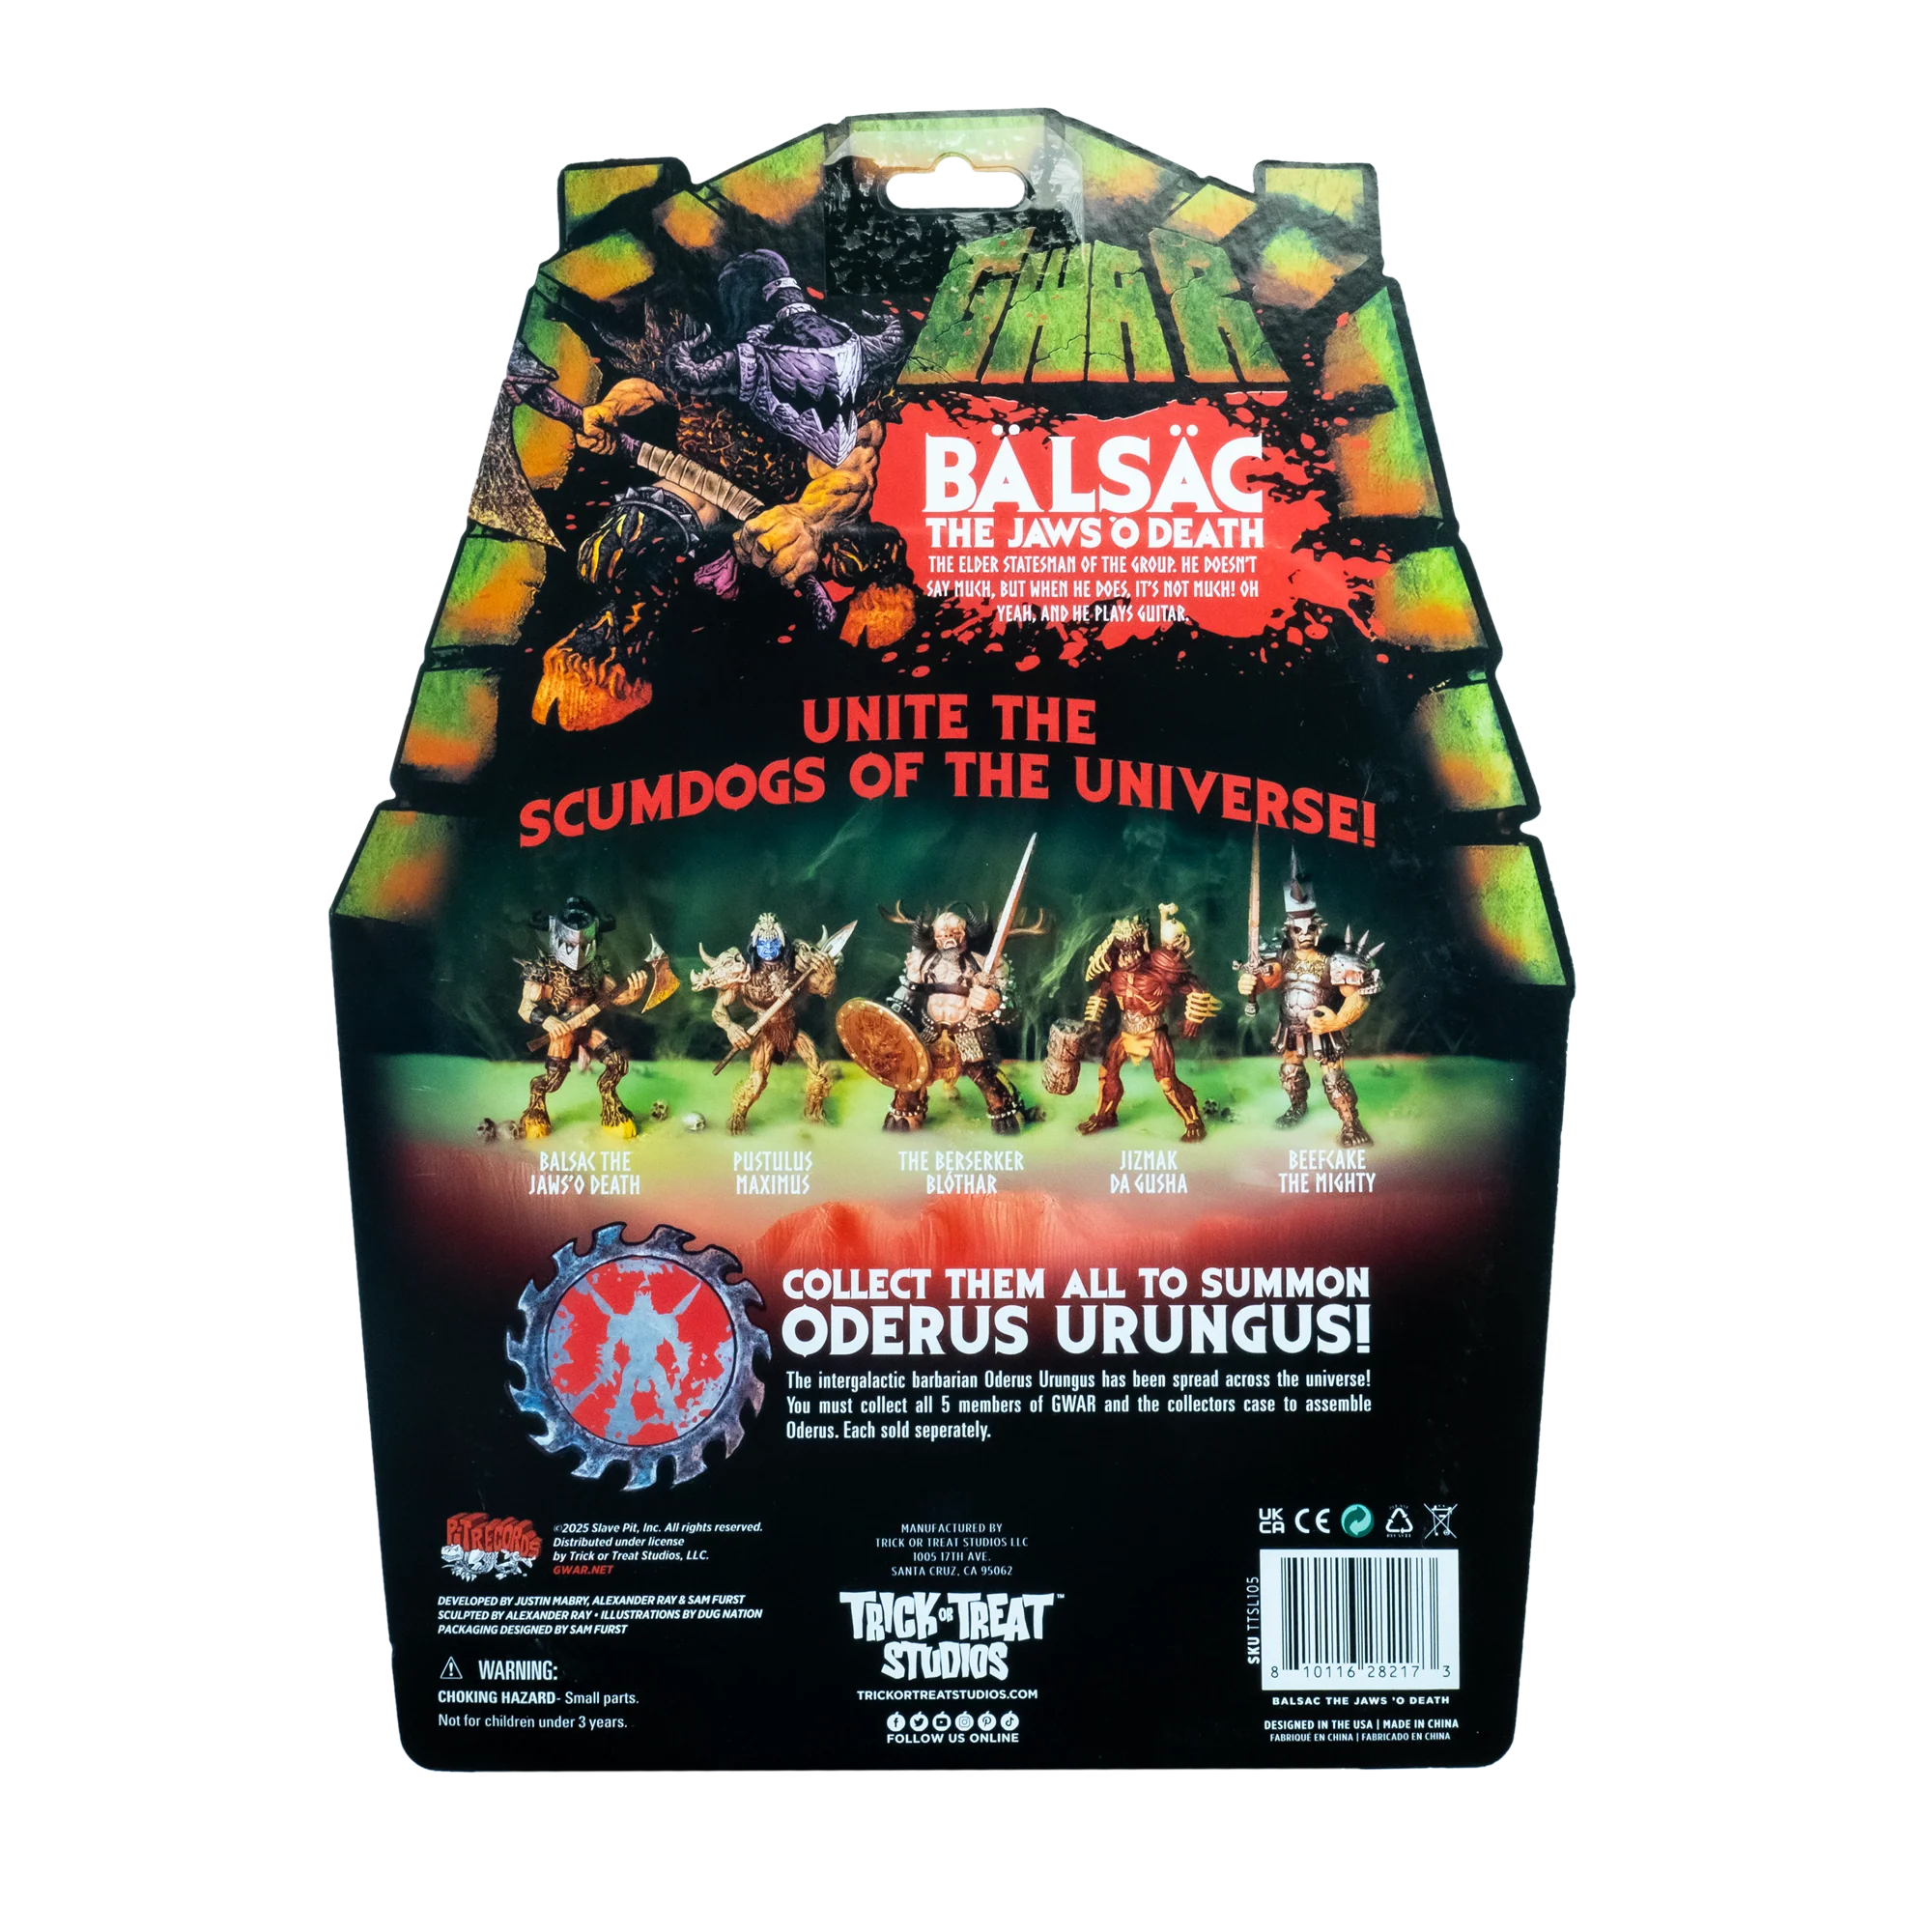 GWAR
BÄLSÄC
THE JAWS 'O DEATH
THE ELDER STATESMAN OF THE GROUP. HE DOESN'T
SAY MUCH, BUT WHEN HE DOES, IT'S NOT MUCH! OH
YEAH, AND HE PLAYS GUITAR.
UNITE THE
SCUMDOGS OF THE UNIVERSE!
BALSAC THE
JAWS'O DEATH
PUSTULUS
MAXIMUS
THE BERSERKER
BLÓTHAR
JIZMAK
DA GUSHA
BEEFCAKE
THE MIGHTY
COLLECT THEM ALL TO SUMMON
ODERUS URUNGUS!
The intergalactic barbarian Oderus Urungus has been spread across the universe!
You must collect all 5 members of GWAR and the collectors case to assemble
Oderus. Each sold seperately.
PIT RECORDS
©2025 Slave Pit, Inc. All rights reserved.
Distributed under license
by Trick or Treat Studios, LLC.
GWAR.NET
DEVELOPED BY JUSTIN MABRY, ALEXANDER RAY & SAM FURST
SCULPTED BY ALEXANDER RAY • ILLUSTRATIONS BY DUG NATION
PACKAGING DESIGNED BY SAM FURST
WARNING:
CHOKING HAZARD- Small parts.
Not for children under 3 years.
MANUFACTURED BY
TRICK OR TREAT STUDIOS LLC
1005 17TH AVE.
SANTA CRUZ, CA 95062
TRICK OR TREAT™
STUDIOS
TRICKORTREATSTUDIOS.COM
FOLLOW US ONLINE
UK
CA
CE
SKU TTSL105
8 10116 28217 3
BALSAC THE JAWS 'O DEATH
DESIGNED IN THE USA | MADE IN CHINA
FABRIQUÉ EN CHINA | FABRICADO EN CHINA